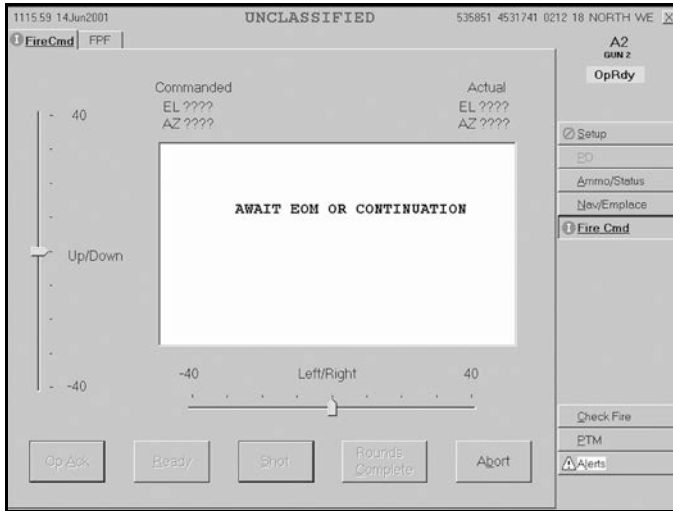 1115.59 14Jun2001 UNCLASSIFIED 535851 4531741 0212 18 NORTH WE X
FireCmd FPF
A2
GUN 2
OpRdy
Commanded
EL ????
AZ ????
Actual
EL ????
AZ ????
40
Up/Down
-40
AWAIT EOM OR CONTINUATION
-40 Left/Right 40
Op Ack
Ready
Shot
Rounds
Complete
Abort
Setup
PD
Ammo/Status
Nav/Emplace
Fire Cmd
Check Fire
PTM
Alerts